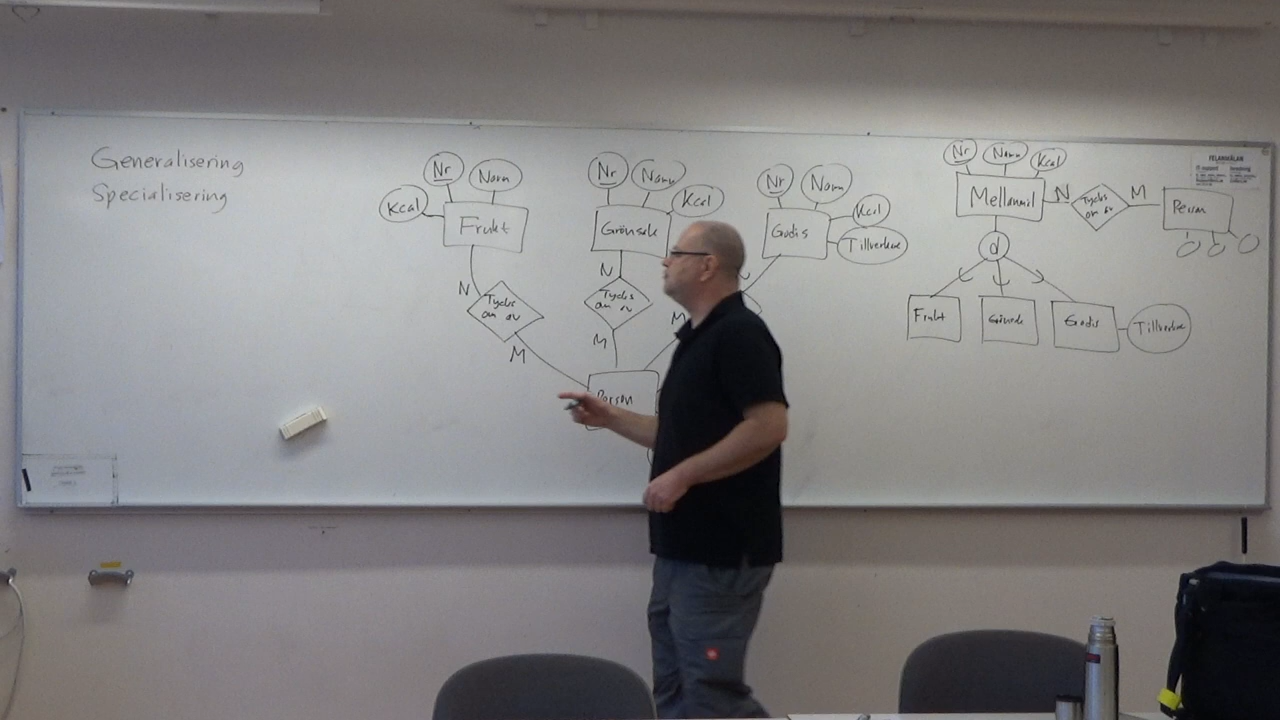 Generalisering
Specialisering
Nr
Namn
Kcal
Frukt
N
Tycks
om av
M
Nr
Namn
Kcal
Grönsak
N
Tycks
om av
M
Nr
Namn
Kcal
Godis
Tillverkare
M
Person
Nr
Namn
Kcal
Mellanmål
N
Tycks
om av
M
Person
d
Frukt
Grönsak
Godis
Tillverkare
FELANMÄLAN